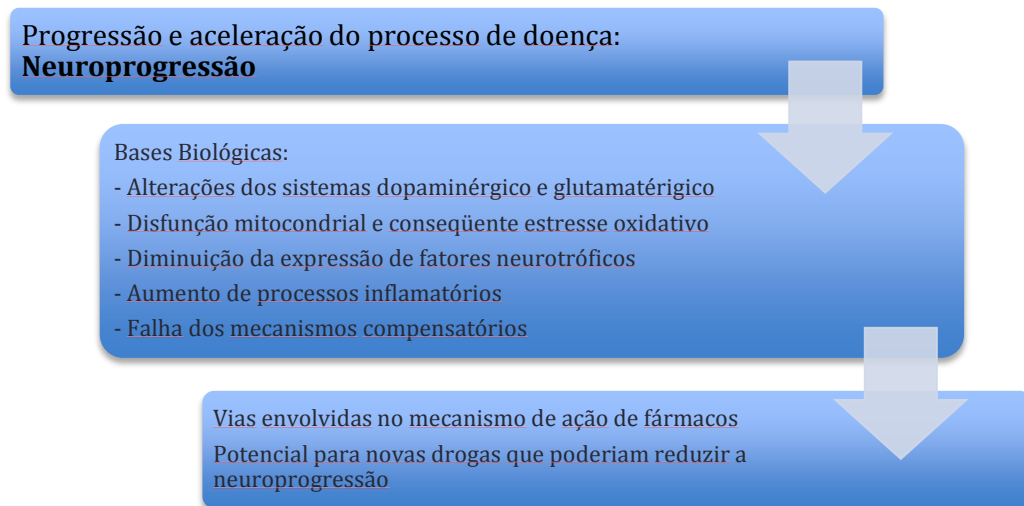 Progressão e aceleração do processo de doença:
Neuroprogressão
Bases Biológicas:
- Alterações dos sistemas dopaminérgico e glutamatérigico
- Disfunção mitocondrial e conseqüente estresse oxidativo
- Diminuição da expressão de fatores neurotróficos
- Aumento de processos inflamatórios
- Falha dos mecanismos compensatórios
Vias envolvidas no mecanismo de ação de fármacos
Potencial para novas drogas que poderiam reduzir a
neuroprogressão